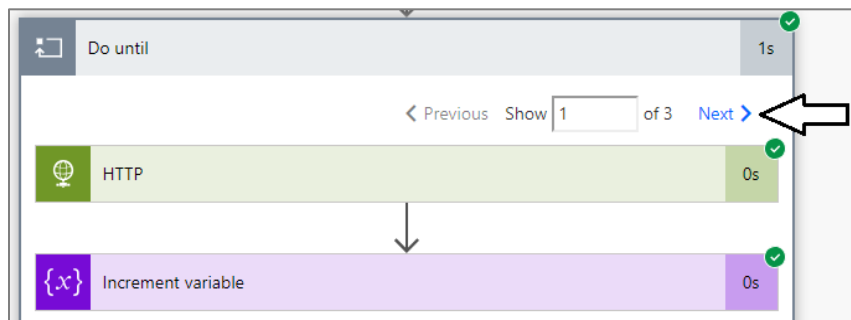 Do until 1s
Previous Show 1 of 3 Next
HTTP 0s
{x} Increment variable 0s